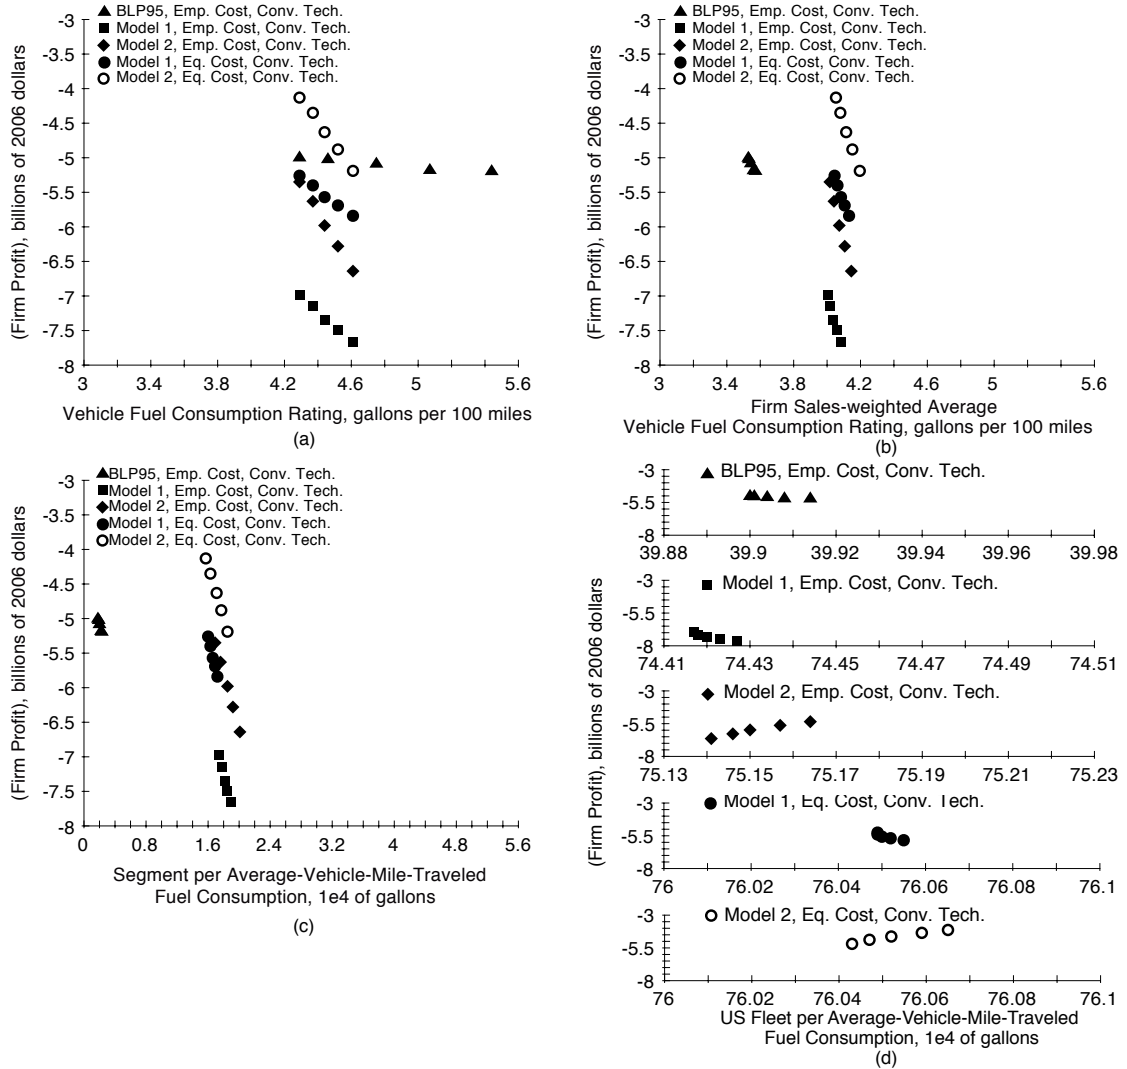 (Firm Profit), billions of 2006 dollars
BLP95, Emp. Cost, Conv. Tech.
Model 1, Emp. Cost, Conv. Tech.
Model 2, Emp. Cost, Conv. Tech.
Model 1, Eq. Cost, Conv. Tech.
Model 2, Eq. Cost, Conv. Tech.
-3
-3.5
-4
-4.5
-5
-5.5
-6
-6.5
-7
-7.5
-8
3 3.4 3.8 4.2 4.6 5 5.6
Vehicle Fuel Consumption Rating, gallons per 100 miles
(a)
(Firm Profit), billions of 2006 dollars
BLP95, Emp. Cost, Conv. Tech.
Model 1, Emp. Cost, Conv. Tech.
Model 2, Emp. Cost, Conv. Tech.
Model 1, Eq. Cost, Conv. Tech.
Model 2, Eq. Cost, Conv. Tech.
-3
-3.5
-4
-4.5
-5
-5.5
-6
-6.5
-7
-7.5
-8
3 3.4 3.8 4.2 4.6 5 5.6
Firm Sales-weighted Average
Vehicle Fuel Consumption Rating, gallons per 100 miles
(b)
(Firm Profit), billions of 2006 dollars
BLP95, Emp. Cost, Conv. Tech.
Model 1, Emp. Cost, Conv. Tech.
Model 2, Emp. Cost, Conv. Tech.
Model 1, Eq. Cost, Conv. Tech.
Model 2, Eq. Cost, Conv. Tech.
-3
-3.5
-4
-4.5
-5
-5.5
-6
-6.5
-7
-7.5
-8
0 0.8 1.6 2.4 3.2 4 4.8 5.6
Segment per Average-Vehicle-Mile-Traveled
Fuel Consumption, 1e4 of gallons
(c)
(Firm Profit), billions of 2006 dollars
BLP95, Emp. Cost, Conv. Tech.
-3
-5.5
-8
39.88 39.9 39.92 39.94 39.96 39.98
Model 1, Emp. Cost, Conv. Tech.
-3
-5.5
-8
74.41 74.43 74.45 74.47 74.49 74.51
Model 2, Emp. Cost, Conv. Tech.
-3
-5.5
-8
75.13 75.15 75.17 75.19 75.21 75.23
Model 1, Eq. Cost, Conv. Tech.
-3
-5.5
-8
76 76.02 76.04 76.06 76.08 76.1
Model 2, Eq. Cost, Conv. Tech.
-3
-5.5
-8
76 76.02 76.04 76.06 76.08 76.1
US Fleet per Average-Vehicle-Mile-Traveled
Fuel Consumption, 1e4 of gallons
(d)